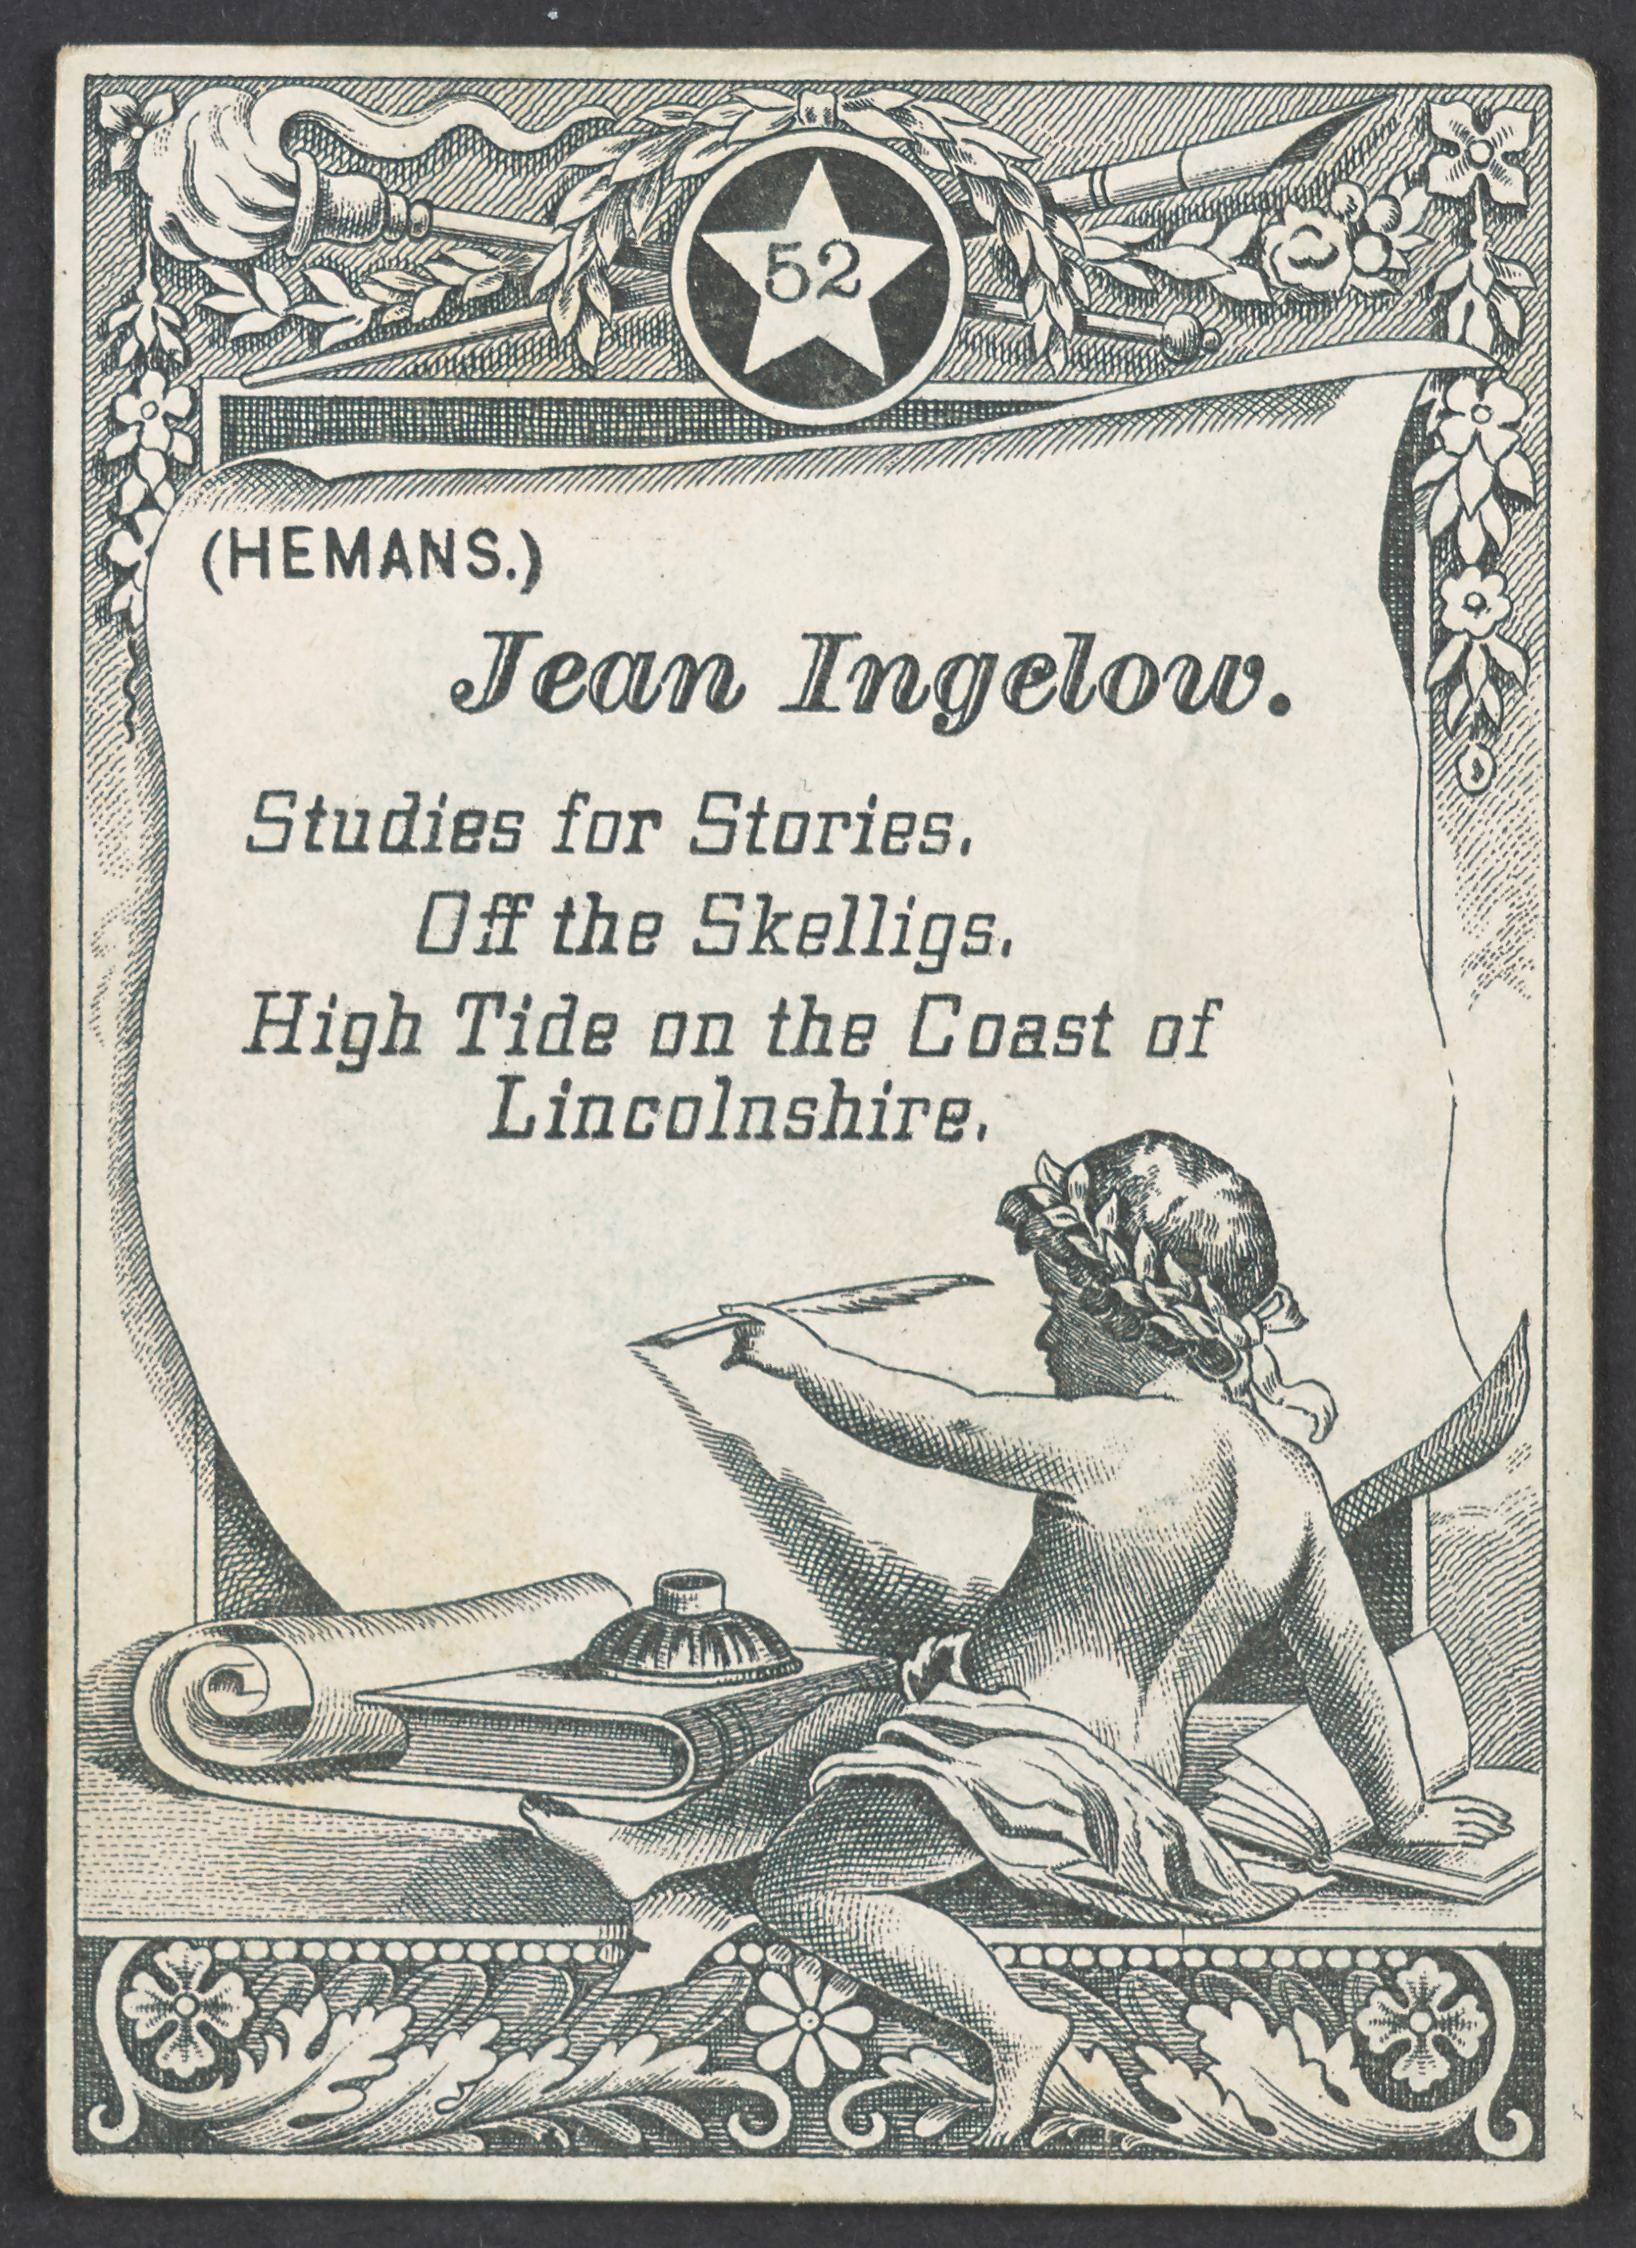 52
(HEMANS.)
Jean Ingelow.
Studies for Stories.
Off the Skelligs.
High Tide on the Coast of
Lincolnshire.